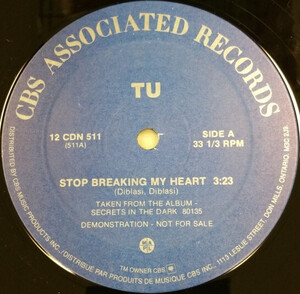 CBS ASSOCIATED RECORDS
TU
12 CDN 511
(511A)
SIDE A
33 1/3 RPM
STOP BREAKING MY HEART 3:23
(Diblasi, Diblasi)
TAKEN FROM THE ALBUM -
SECRETS IN THE DARK 80135
DEMONSTRATION - NOT FOR SALE
TM OWNER CBS
DISTRIBUTED BY CBS MUSIC PRODUCTS INC./DISTRIBUE PAR PRODUITS DE MUSIQUE CBS INC., 1113 LESLIE STREET, DON MILLS, ONTARIO, M3C 2J9